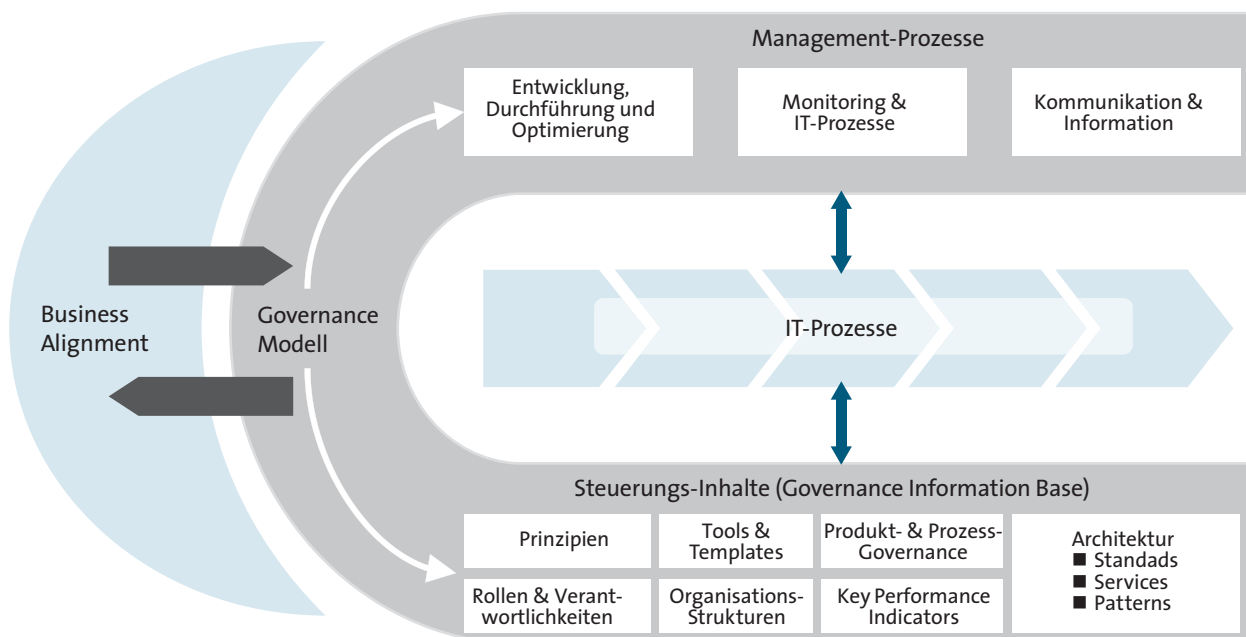 Management-Prozesse
Entwicklung,
Durchführung und
Optimierung
Monitoring &
IT-Prozesse
Kommunikation &
Information
Business
Alignment
Governance
Modell
IT-Prozesse
Steuerungs-Inhalte (Governance Information Base)
Prinzipien
Tools &
Templates
Produkt- & Prozess-
Governance
Rollen & Verant-
wortlichkeiten
Organisations-
Strukturen
Key Performance
Indicators
Architektur
■ Standads
■ Services
■ Patterns